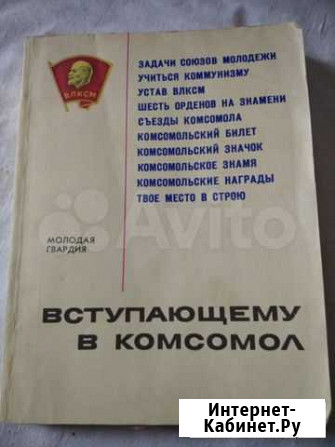 ВЛКСМ
ЗАДАЧИ СОЮЗОВ МОЛОДЕЖИ
УЧИТЬСЯ КОММУНИЗМУ
УСТАВ ВЛКСМ
ШЕСТЬ ОРДЕНОВ НА ЗНАМЕНИ
СЪЕЗДЫ КОМСОМОЛА
КОМСОМОЛЬСКИЙ БИЛЕТ
КОМСОМОЛЬСКИЙ ЗНАЧОК
КОМСОМОЛЬСКОЕ ЗНАМЯ
КОМСОМОЛЬСКИЕ НАГРАДЫ
ТВОЕ МЕСТО В СТРОЮ
Avito
МОЛОДАЯ
ГВАРДИЯ
ВСТУПАЮЩЕМУ
В КОМСОМОЛ
Интернет-
Кабинет.Ру